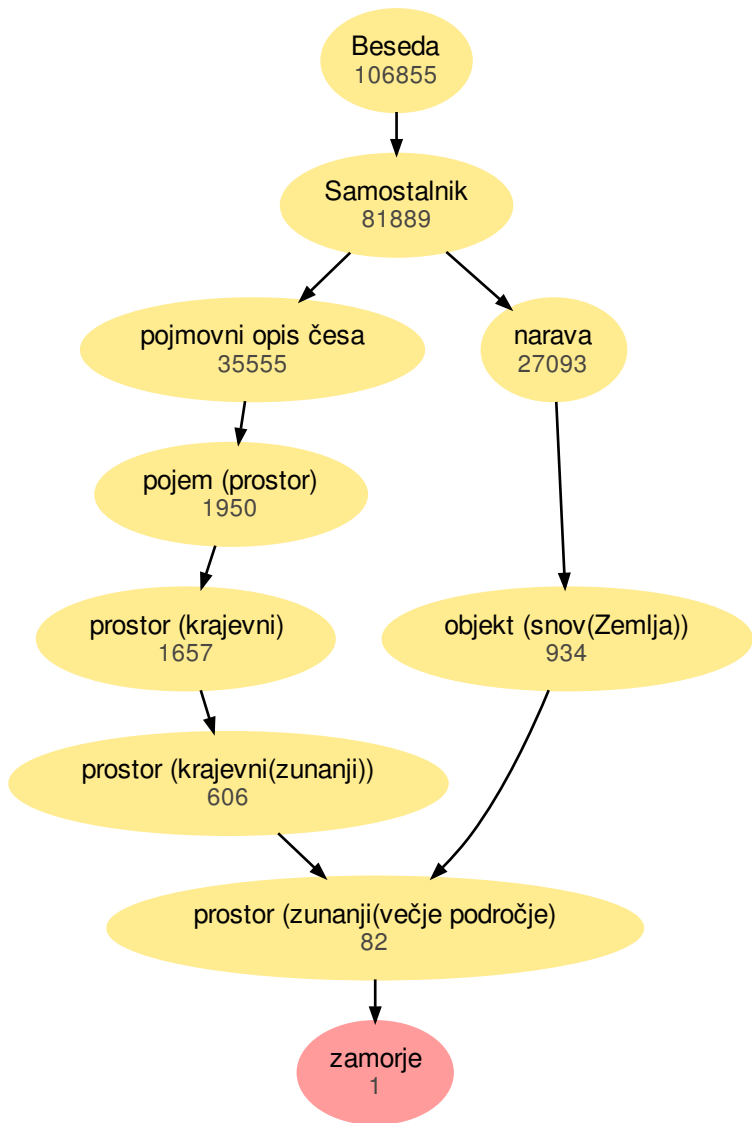 Beseda
106855
Samostalnik
81889
pojmovni opis česa
35555
narava
27093
pojem (prostor)
1950
prostor (krajevni)
1657
objekt (snov(Zemlja))
934
prostor (krajevni(zunanji))
606
prostor (zunanji(večje področje)
82
zamorje
1